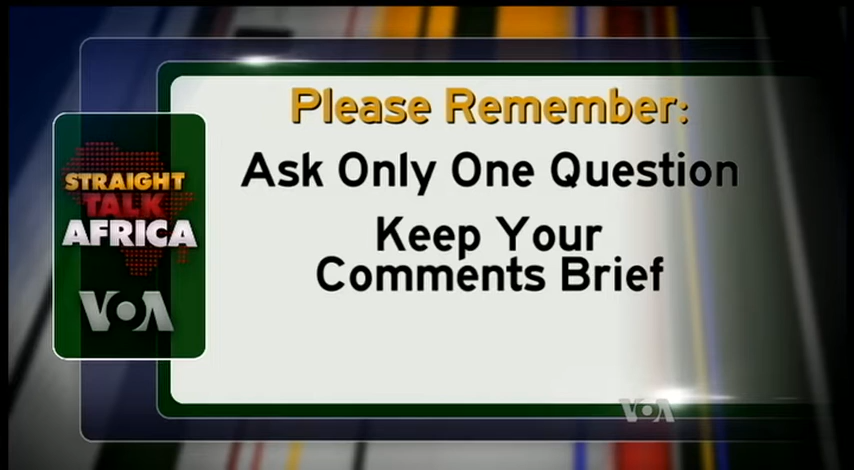 Please Remember:
Ask Only One Question
Keep Your
Comments Brief
STRAIGHT
TALK
AFRICA
VOA
VOA